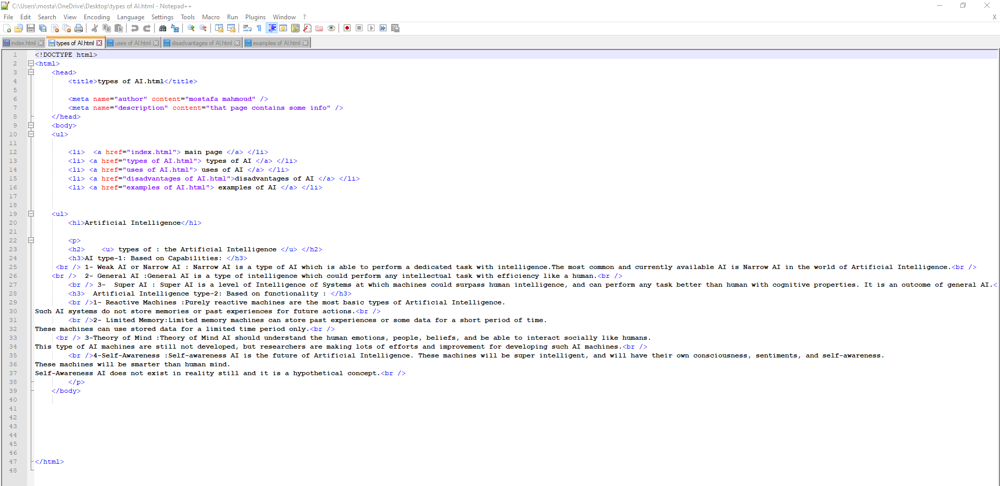 C:\Users\mosta\OneDrive\Desktop\types of AI.html - Notepad++
File Edit Search View Encoding Language Settings Tools Macro Run Plugins Window ? X
index.html types of AI.html uses of AI.html disadvantages of AI.html examples of AI.html
1 <!DOCTYPE html>
2 <html>
3 <head>
4 <title>types of AI.html</title>
5
6 <meta name="author" content="mostafa mahmoud" />
7 <meta name="description" content="that page contains some info" />
8 </head>
9 <body>
10 <ul>
11
12 <li>  <a href="index.html"> main page </a> </li>
13 <li> <a href="types of AI.html"> types of AI </a> </li>
14 <li> <a href="uses of AI.html"> uses of AI </a> </li>
15 <li> <a href="disadvantages of AI.html">disadvantages of AI </a> </li>
16 <li> <a href="examples of AI.html"> examples of AI </a> </li>
17
18
19 <ul>
20 <h1>Artificial Intelligence</h1>
21
22 <p>
23 <h2>    <u> types of : the Artificial Intelligence </u> </h2>
24 <h3>AI type-1: Based on Capabilities: </h3>
25 <br /> 1- Weak AI or Narrow AI : Narrow AI is a type of AI which is able to perform a dedicated task with intelligence.The most common and currently available AI is Narrow AI in the world of Artificial Intelligence.<br />
26 <br />  2- General AI :General AI is a type of intelligence which could perform any intellectual task with efficiency like a human.<br />
27 <br /> 3-  Super AI : Super AI is a level of Intelligence of Systems at which machines could surpass human intelligence, and can perform any task better than human with cognitive properties. It is an outcome of general AI.<
28 <h3>  Artificial Intelligence type-2: Based on functionality : </h3>
29 <br />1- Reactive Machines :Purely reactive machines are the most basic types of Artificial Intelligence.
30 Such AI systems do not store memories or past experiences for future actions.<br />
31 <br />2- Limited Memory:Limited memory machines can store past experiences or some data for a short period of time.
32 These machines can use stored data for a limited time period only.<br />
33 <br /> 3-Theory of Mind :Theory of Mind AI should understand the human emotions, people, beliefs, and be able to interact socially like humans.
34 This type of AI machines are still not developed, but researchers are making lots of efforts and improvement for developing such AI machines.<br />
35 <br />4-Self-Awareness :Self-awareness AI is the future of Artificial Intelligence. These machines will be super intelligent, and will have their own consciousness, sentiments, and self-awareness.
36 These machines will be smarter than human mind.
37 Self-Awareness AI does not exist in reality still and it is a hypothetical concept.<br />
38 </p>
39 </body>
40
41
42
43
44
45
46
47 </html>
48